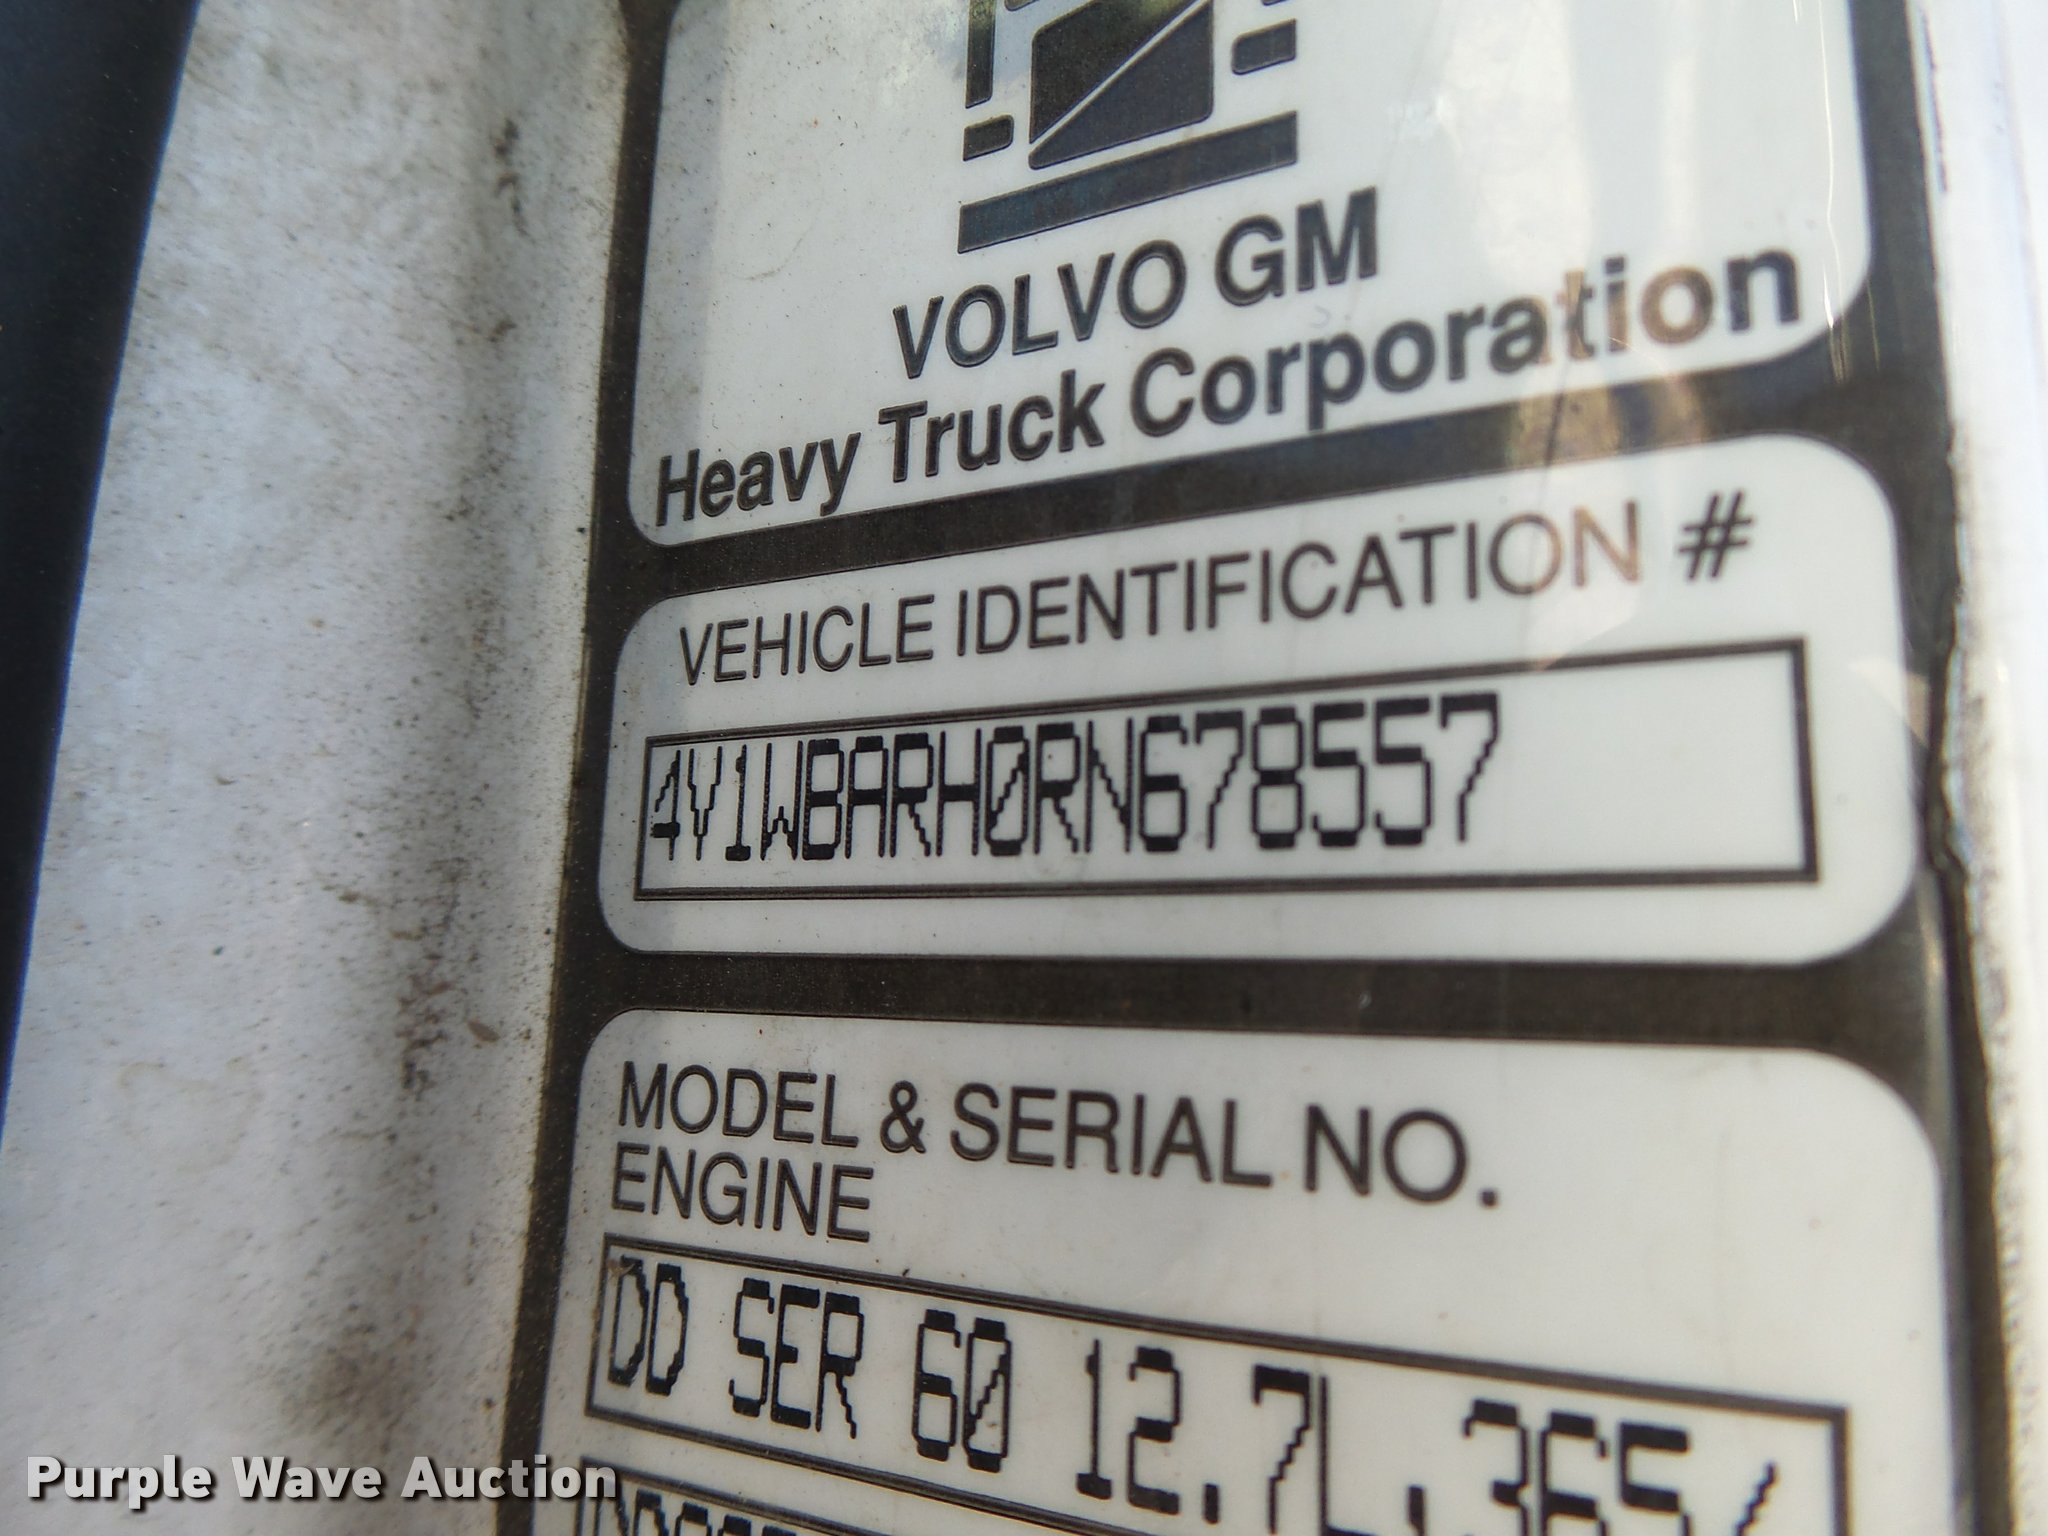 VOLVO GM
Heavy Truck Corporation
VEHICLE IDENTIFICATION #
4V1WBARH0RN678557
MODEL & SERIAL NO.
ENGINE
DD SER 60 12.7L, 365/
Purple Wave Auction